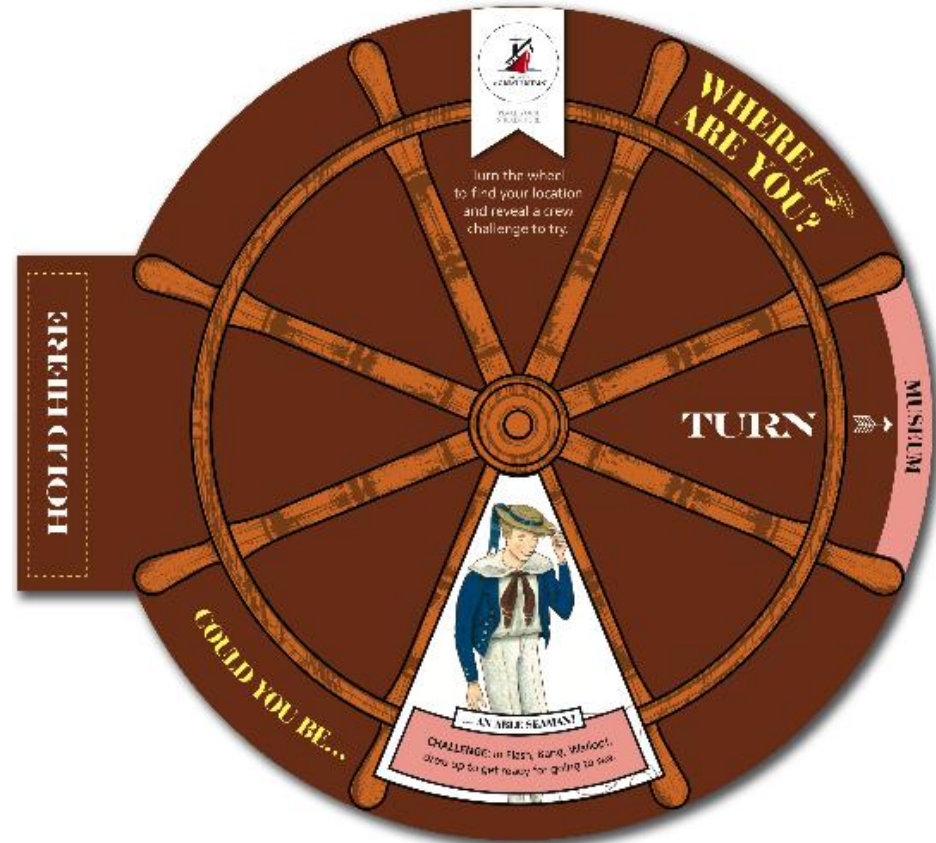 WHERE
ARE YOU?
Turn the wheel
to find your location
and reveal a crew
challenge to try.
HOLD HERE
TURN
MUSEUM
COULD YOU BE...
... AN ABLE SEAMAN?
CHALLENGE: In Flash, Bang, Wallop!,
dress up to get ready for going to sea.